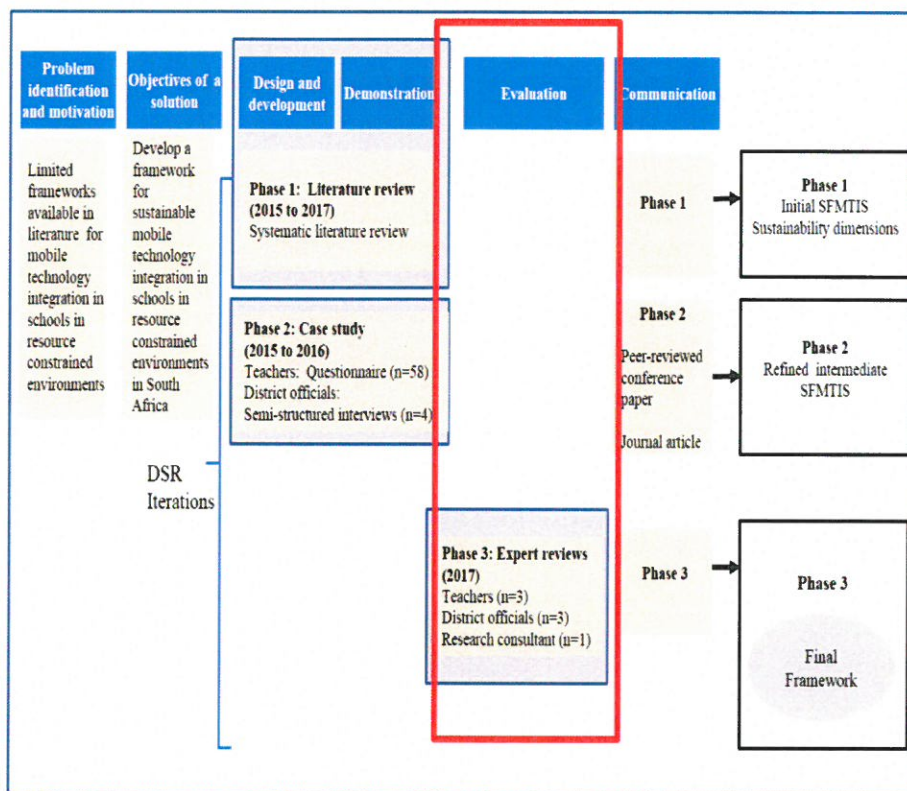 Problem
identification
and motivation
Objectives of a
solution
Design and
development
Demonstration
Evaluation
Communication
Limited
frameworks
available in
literature for
mobile
technology
integration in
schools in
resource
constrained
environments
Develop a
framework
for
sustainable
mobile
technology
integration in
schools in
resource
constrained
environments
in South
Africa
DSR
Iterations
Phase 1: Literature review
(2015 to 2017)
Systematic literature review
Phase 2: Case study
(2015 to 2016)
Teachers: Questionnaire (n=58)
District officials:
Semi-structured interviews (n=4)
Phase 3: Expert reviews
(2017)
Teachers (n=3)
District officials (n=3)
Research consultant (n=1)
Phase 1
Phase 2
Peer-reviewed
conference
paper
Journal article
Phase 3
Phase 1
Initial SFMTIS
Sustainability dimensions
Phase 2
Refined intermediate
SFMTIS
Phase 3
Final
Framework